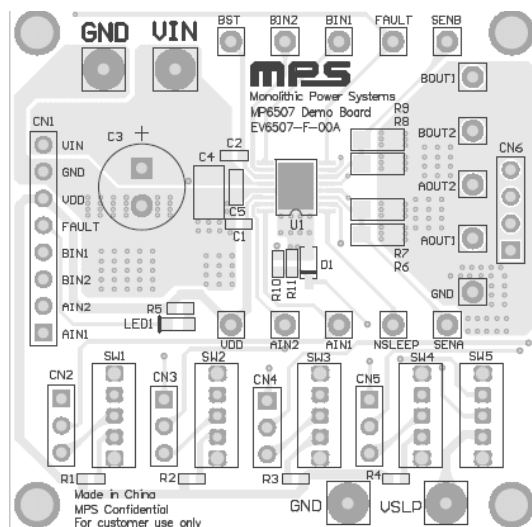 GND VIN
BST BIN2 BIN1 FAULT SENB
mps
Monolithic Power Systems
MP6507 Demo Board
EV6507-F-00A
BOUT1
CN1
C3 +
R9
R8
BOUT2
CN6
VIN
GND
VDD
FAULT
BIN1
BIN2
AIN2
AIN1
C4
C2
C5
C1
U1
AOUT2
AOUT1
R7
R6
D1
R10
R11
GND
R5
LED1
VDD AIN2 AIN1 NSLEEP SENA
SW1 SW2 SW3 SW4 SW5
CN2 CN3 CN4 CN5
R1 R2 R3 R4
Made in China
MPS Confidential
For customer use only
GND VSLP